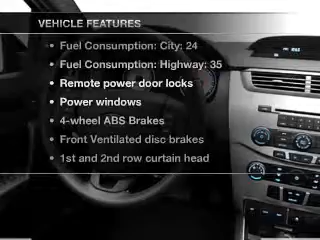 VEHICLE FEATURES
• Fuel Consumption: City: 24
• Fuel Consumption: Highway: 35
• Remote power door locks
• Power windows
• 4-wheel ABS Brakes
• Front Ventilated disc brakes
• 1st and 2nd row curtain head